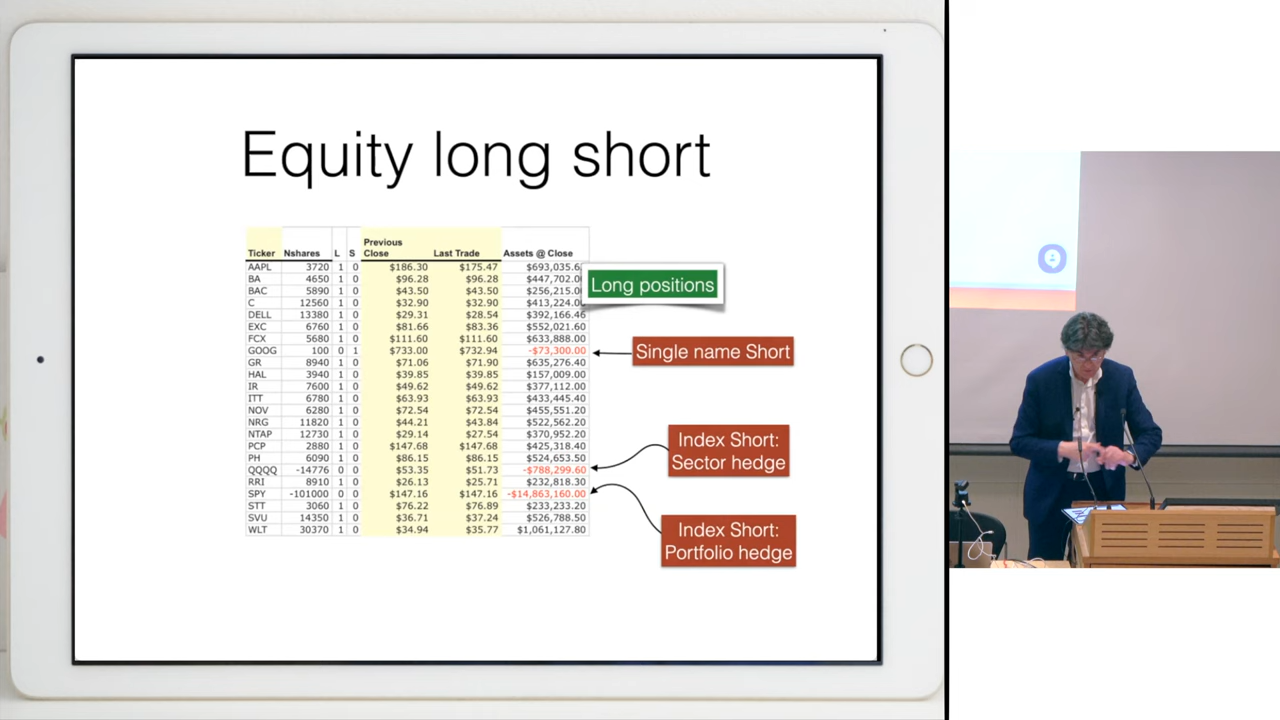 Equity long short
Ticker Nshares L S Previous Close Last Trade Assets @ Close
AAPL 3720 1 0 $186.30 $175.47 $693,035.6
BA 4650 1 0 $96.28 $96.28 $447,702.0
BAC 5890 1 0 $43.50 $43.50 $256,215.0
C 12560 1 0 $32.90 $32.90 $413,224.00
DELL 13380 1 0 $29.31 $28.54 $392,166.46
EXC 6760 1 0 $81.66 $83.36 $552,021.60
FCX 5680 1 0 $111.60 $111.60 $633,888.00
GOOG 100 0 1 $733.00 $732.94 -$73,300.00
GR 8940 1 0 $71.06 $71.90 $635,276.40
HAL 3940 1 0 $39.85 $39.85 $157,009.00
IR 7600 1 0 $49.62 $49.62 $377,112.00
ITT 6780 1 0 $63.93 $63.93 $433,445.40
NOV 6280 1 0 $72.54 $72.54 $455,551.20
NRG 11820 1 0 $44.21 $43.84 $522,562.20
NTAP 12730 1 0 $29.14 $27.54 $370,952.20
PCP 2880 1 0 $147.68 $147.68 $425,318.40
PH 6090 1 0 $86.15 $86.15 $524,653.50
QQQQ -14776 0 0 $53.35 $51.73 -$788,299.60
RRI 8910 1 0 $26.13 $25.71 $232,818.30
SPY -101000 0 0 $147.16 $147.16 -$14,863,160.00
STT 3060 1 0 $76.22 $76.89 $233,233.20
SVU 14350 1 0 $36.71 $37.24 $526,788.50
WLT 30370 1 0 $34.94 $35.77 $1,061,127.80
Long positions
Single name Short
Index Short:
Sector hedge
Index Short:
Portfolio hedge